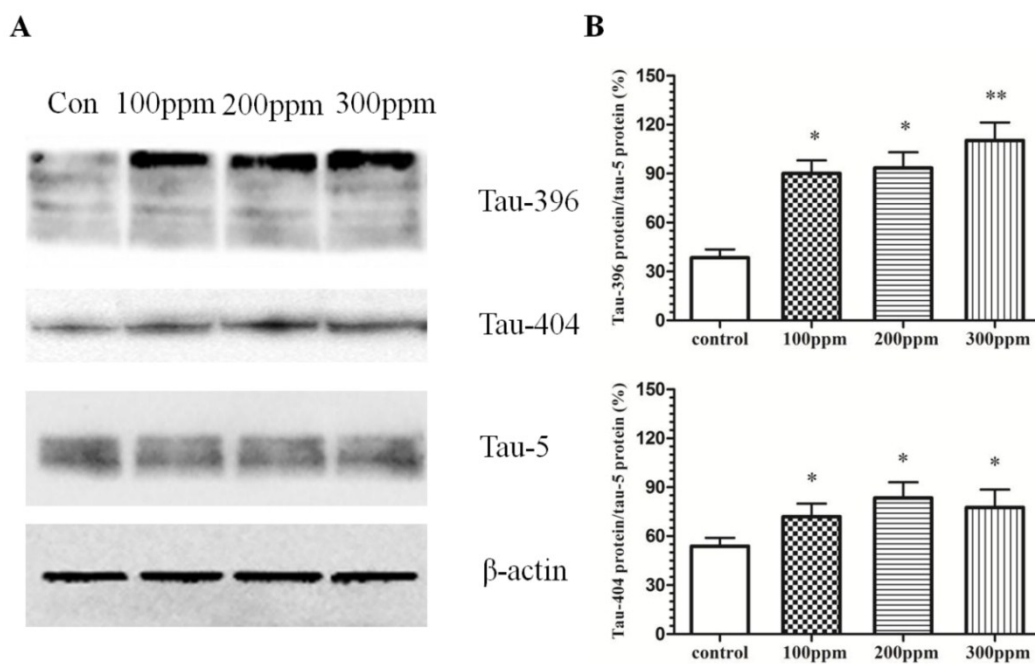 A
Con 100ppm 200ppm 300ppm
Tau-396
Tau-404
Tau-5
β-actin
B
Tau-396 protein/tau-5 protein (%)
150
120
90
60
30
0
*
*
**
control 100ppm 200ppm 300ppm
Tau-404 protein/tau-5 protein (%)
150
120
90
60
30
0
*
*
*
control 100ppm 200ppm 300ppm